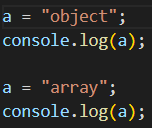 a = "object";
console.log(a);
a = "array";
console.log(a);